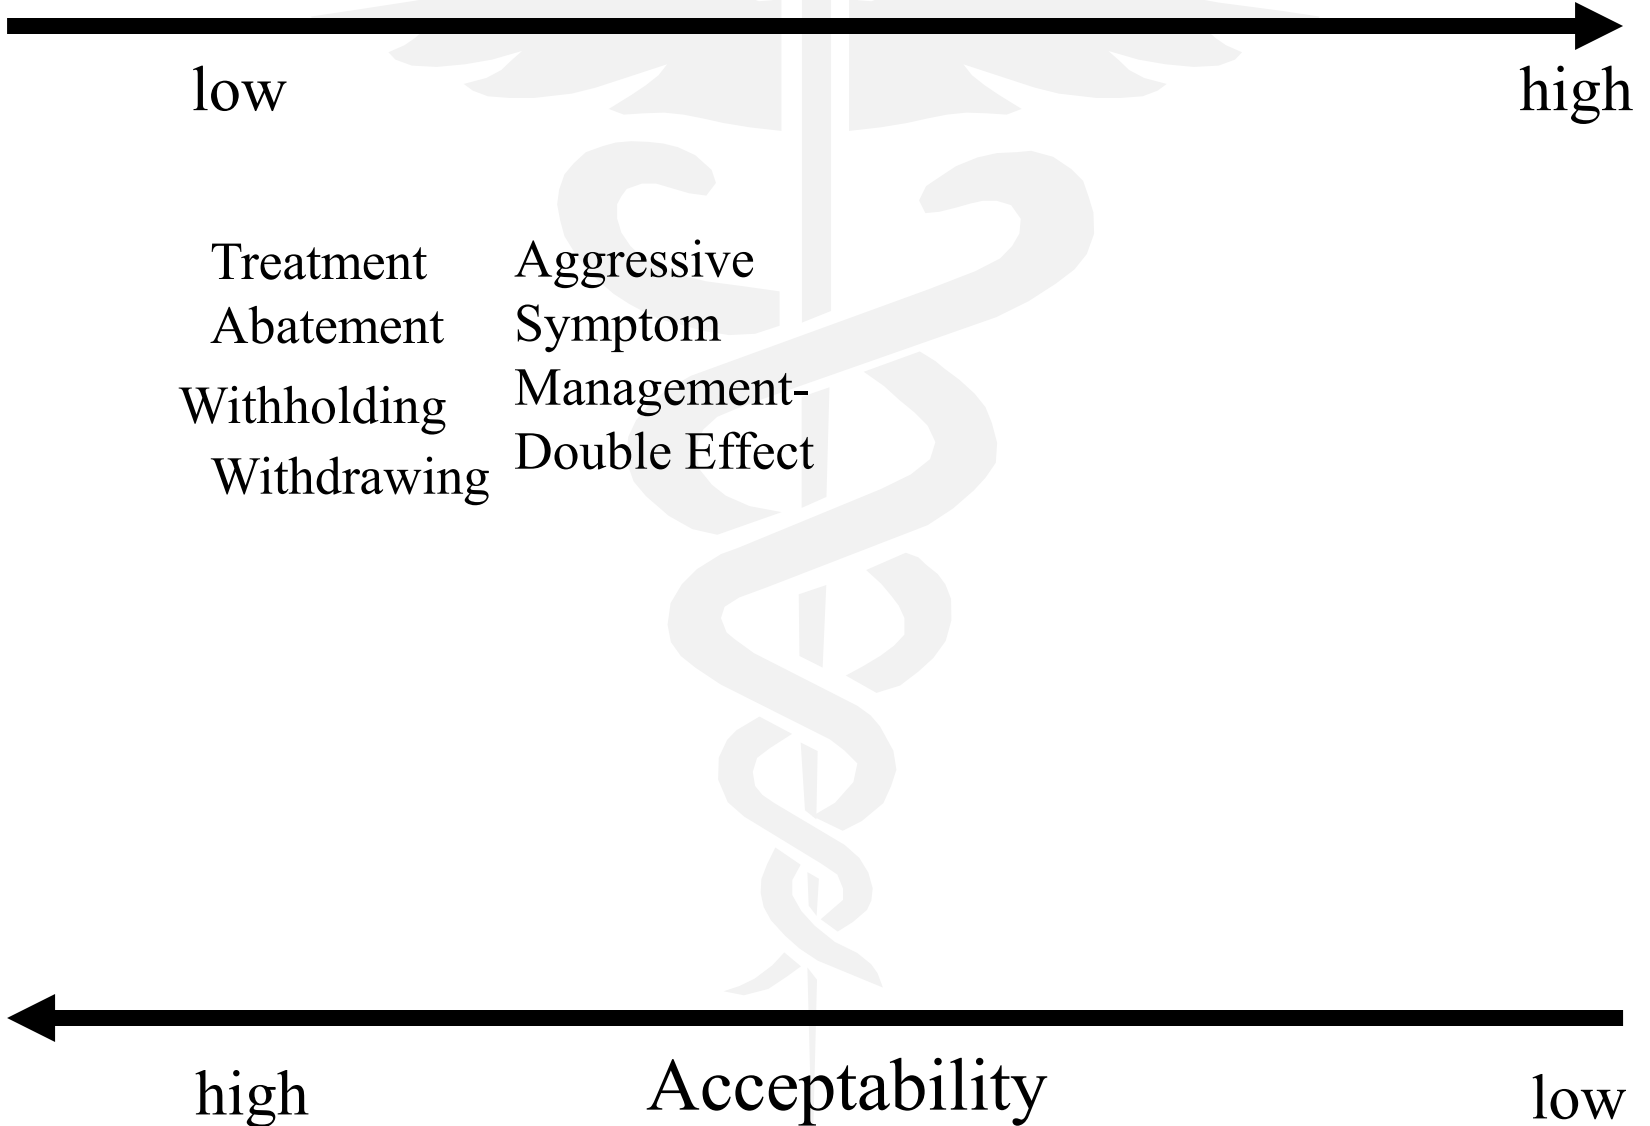 low high
Treatment
Abatement
Withholding
Withdrawing
Aggressive
Symptom
Management-
Double Effect
high Acceptability low